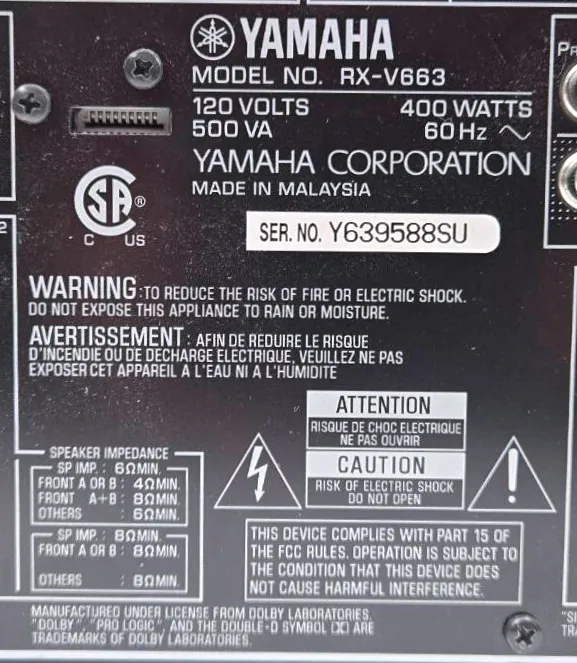 YAMAHA
MODEL NO. RX-V663
120 VOLTS 400 WATTS
500 VA 60 Hz ∿
YAMAHA CORPORATION
MADE IN MALAYSIA
SA ®
C US
SER. NO. Y639588SU
WARNING : TO REDUCE THE RISK OF FIRE OR ELECTRIC SHOCK.
DO NOT EXPOSE THIS APPLIANCE TO RAIN OR MOISTURE.
AVERTISSEMENT : AFIN DE REDUIRE LE RISQUE
D'INCENDIE OU DE DECHARGE ELECTRIQUE, VEUILLEZ NE PAS
EXPOSER CET APPAREIL A L'EAU NI A L'HUMIDITE
ATTENTION
RISQUE DE CHOC ELECTRIQUE
NE PAS OUVRIR
CAUTION
RISK OF ELECTRIC SHOCK
DO NOT OPEN
!
SPEAKER IMPEDANCE
SP IMP. : 6ΩMIN.
FRONT A OR B : 4ΩMIN.
FRONT A+B : 8ΩMIN.
OTHERS : 6ΩMIN.
SP IMP. : 8ΩMIN.
FRONT A OR B : 8ΩMIN.
OTHERS : 8ΩMIN.
THIS DEVICE COMPLIES WITH PART 15 OF
THE FCC RULES. OPERATION IS SUBJECT TO
THE CONDITION THAT THIS DEVICE DOES
NOT CAUSE HARMFUL INTERFERENCE.
MANUFACTURED UNDER LICENSE FROM DOLBY LABORATORIES.
"DOLBY", "PRO LOGIC", AND THE DOUBLE-D SYMBOL ARE
TRADEMARKS OF DOLBY LABORATORIES.